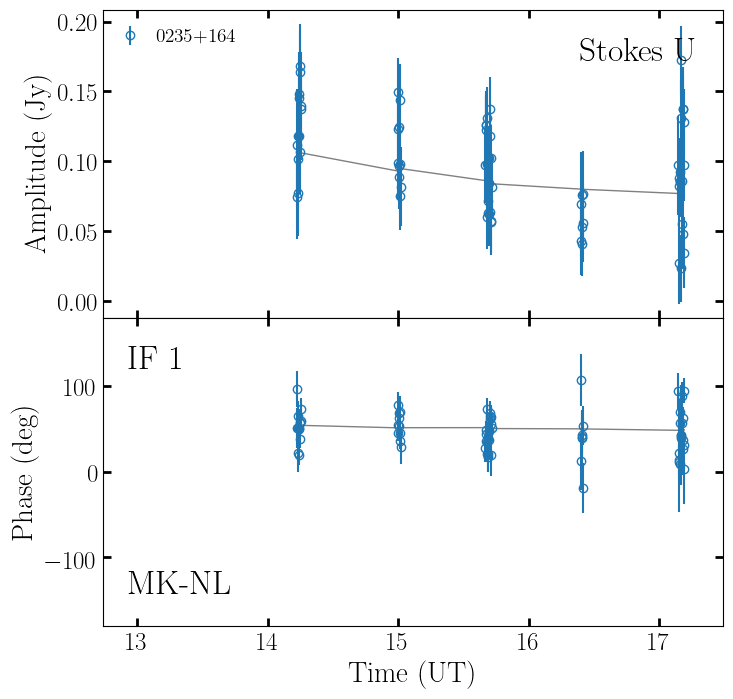 0.20
0235+164
Stokes U
0.15
0.10
0.05
0.00
Amplitude (Jy)
IF 1
100
0
−100
Phase (deg)
MK-NL
13
14
15
16
17
Time (UT)